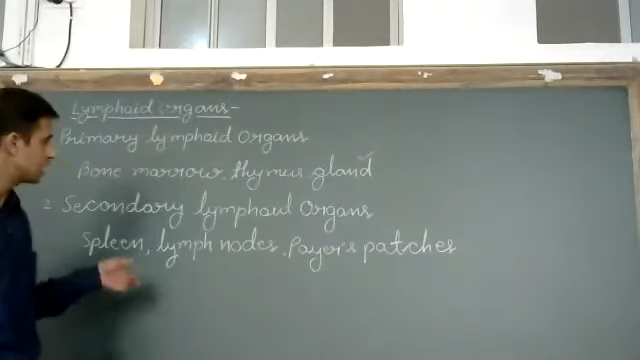 Lymphoid Organs-
Primary lymphoid Organs
Bone marrow, thymus gland
2. Secondary lymphoid Organs
Spleen, lymph nodes, Payer's patches